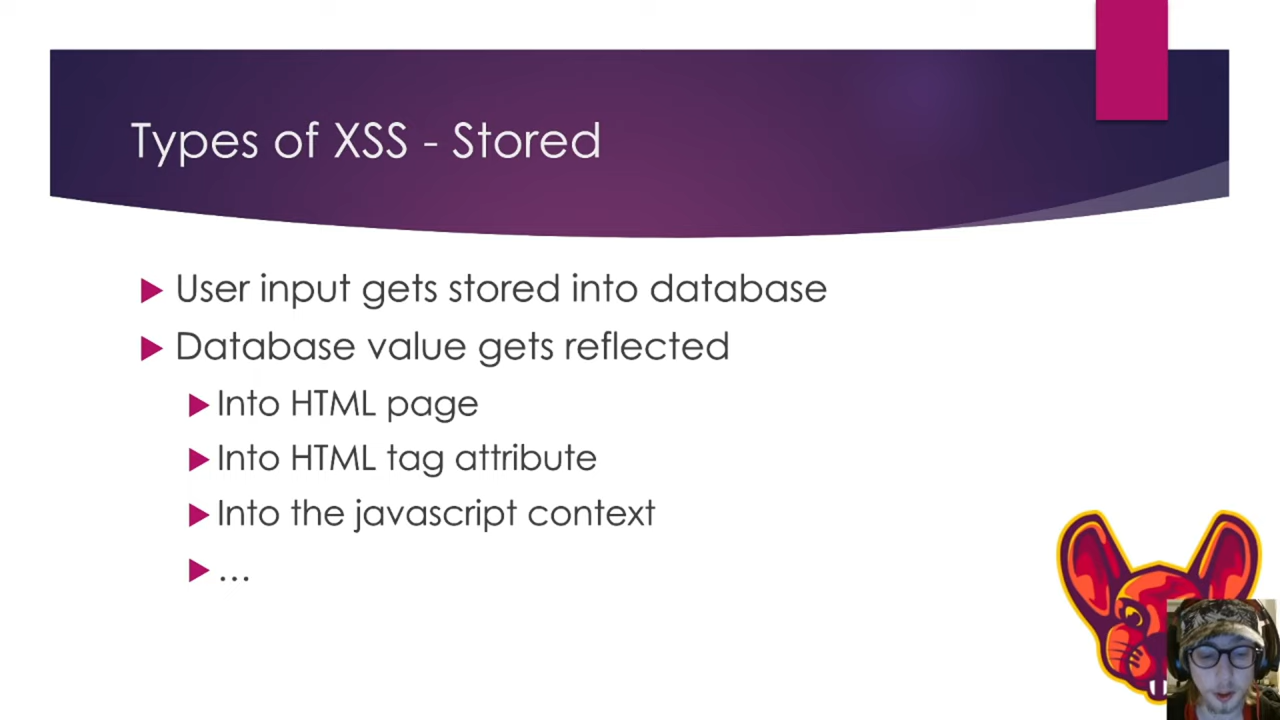 Types of XSS - Stored
User input gets stored into database
Database value gets reflected
Into HTML page
Into HTML tag attribute
Into the javascript context
...